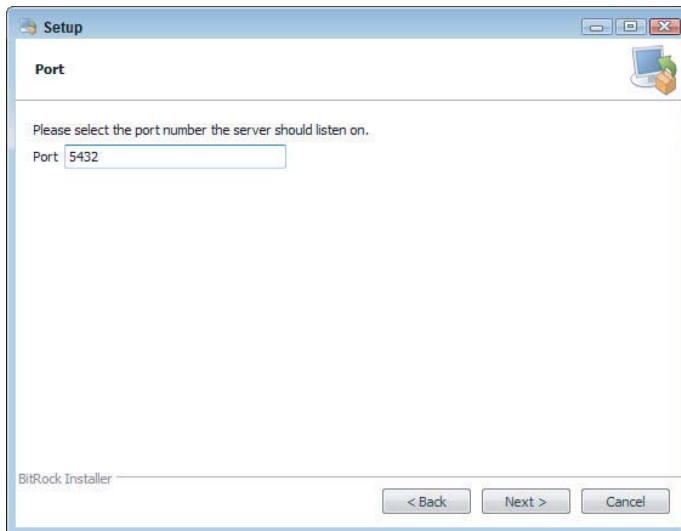 Setup
Port
Please select the port number the server should listen on.
Port 5432
BitRock Installer
< Back Next > Cancel